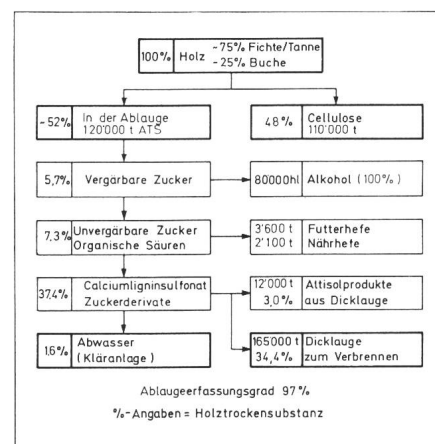 100% Holz ~75% Fichte/Tanne
~25% Buche
~52% In der Ablauge
120'000 t ATS
48% Cellulose
110'000 t
5,7% Vergärbare Zucker
80000hl Alkohol (100%)
7,3% Unvergärbare Zucker
Organische Säuren
3'600 t Futterhefe
2'100 t Nährhefe
37,4% Calciumligninsulfonat
Zuckerderivate
12'000 t Attisolprodukte
3,0% aus Dicklauge
1,6% Abwasser
(Kläranlage)
165000 t Dicklauge
34,4% zum Verbrennen
Ablaugeerfassungsgrad 97%
%-Angaben = Holztrockensubstanz